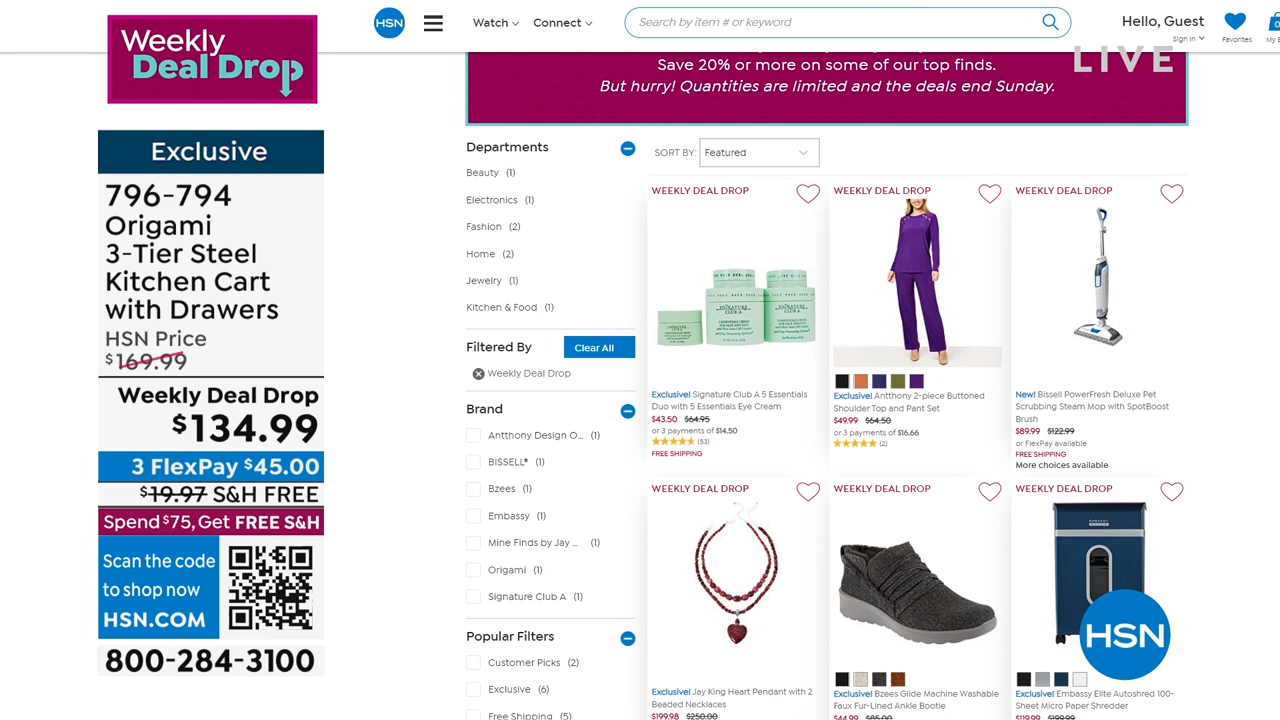 Weekly
Deal Drop
Exclusive
796-794
Origami
3-Tier Steel
Kitchen Cart
with Drawers
HSN Price
$169.99
Weekly Deal Drop
$134.99
3 FlexPay $45.00
$19.97 S&H FREE
Spend $75, Get FREE S&H
Scan the code
to shop now
HSN.COM
800-284-3100
HSN
Watch
Connect
Search by item # or keyword
Hello, Guest
Sign In
Favorites
0
LIVE
Save 20% or more on some of our top finds.
But hurry! Quantities are limited and the deals end Sunday.
Departments
Beauty (1)
Electronics (1)
Fashion (2)
Home (2)
Jewelry (1)
Kitchen & Food (1)
Filtered By
Clear All
Weekly Deal Drop
Brand
Antthony Design O... (1)
BISSELL® (1)
Bzees (1)
Embassy (1)
Mine Finds by Jay ... (1)
Origami (1)
Signature Club A (1)
Popular Filters
Customer Picks (2)
Exclusive (6)
Free Shipping (5)
SORT BY: Featured
WEEKLY DEAL DROP
SIGNATURE
CLUB A
Exclusive! Signature Club A 5 Essentials
Duo with 5 Essentials Eye Cream
$43.50 $64.95
or 3 payments of $14.50
(53)
FREE SHIPPING
WEEKLY DEAL DROP
Exclusive! Antthony 2-piece Buttoned
Shoulder Top and Pant Set
$49.99 $64.50
or 3 payments of $16.66
(2)
WEEKLY DEAL DROP
New! Bissell PowerFresh Deluxe Pet
Scrubbing Steam Mop with SpotBoost
Brush
$89.99 $122.99
or FlexPay available
FREE SHIPPING
More choices available
WEEKLY DEAL DROP
Exclusive! Jay King Heart Pendant with 2
Beaded Necklaces
$199.98 $250.00
WEEKLY DEAL DROP
Exclusive! Bzees Glide Machine Washable
Faux Fur-Lined Ankle Bootie
$44.99 $85.00
WEEKLY DEAL DROP
EMBASSY
Exclusive! Embassy Elite Autoshred 100-
Sheet Micro Paper Shredder
$119.99 $199.99
HSN